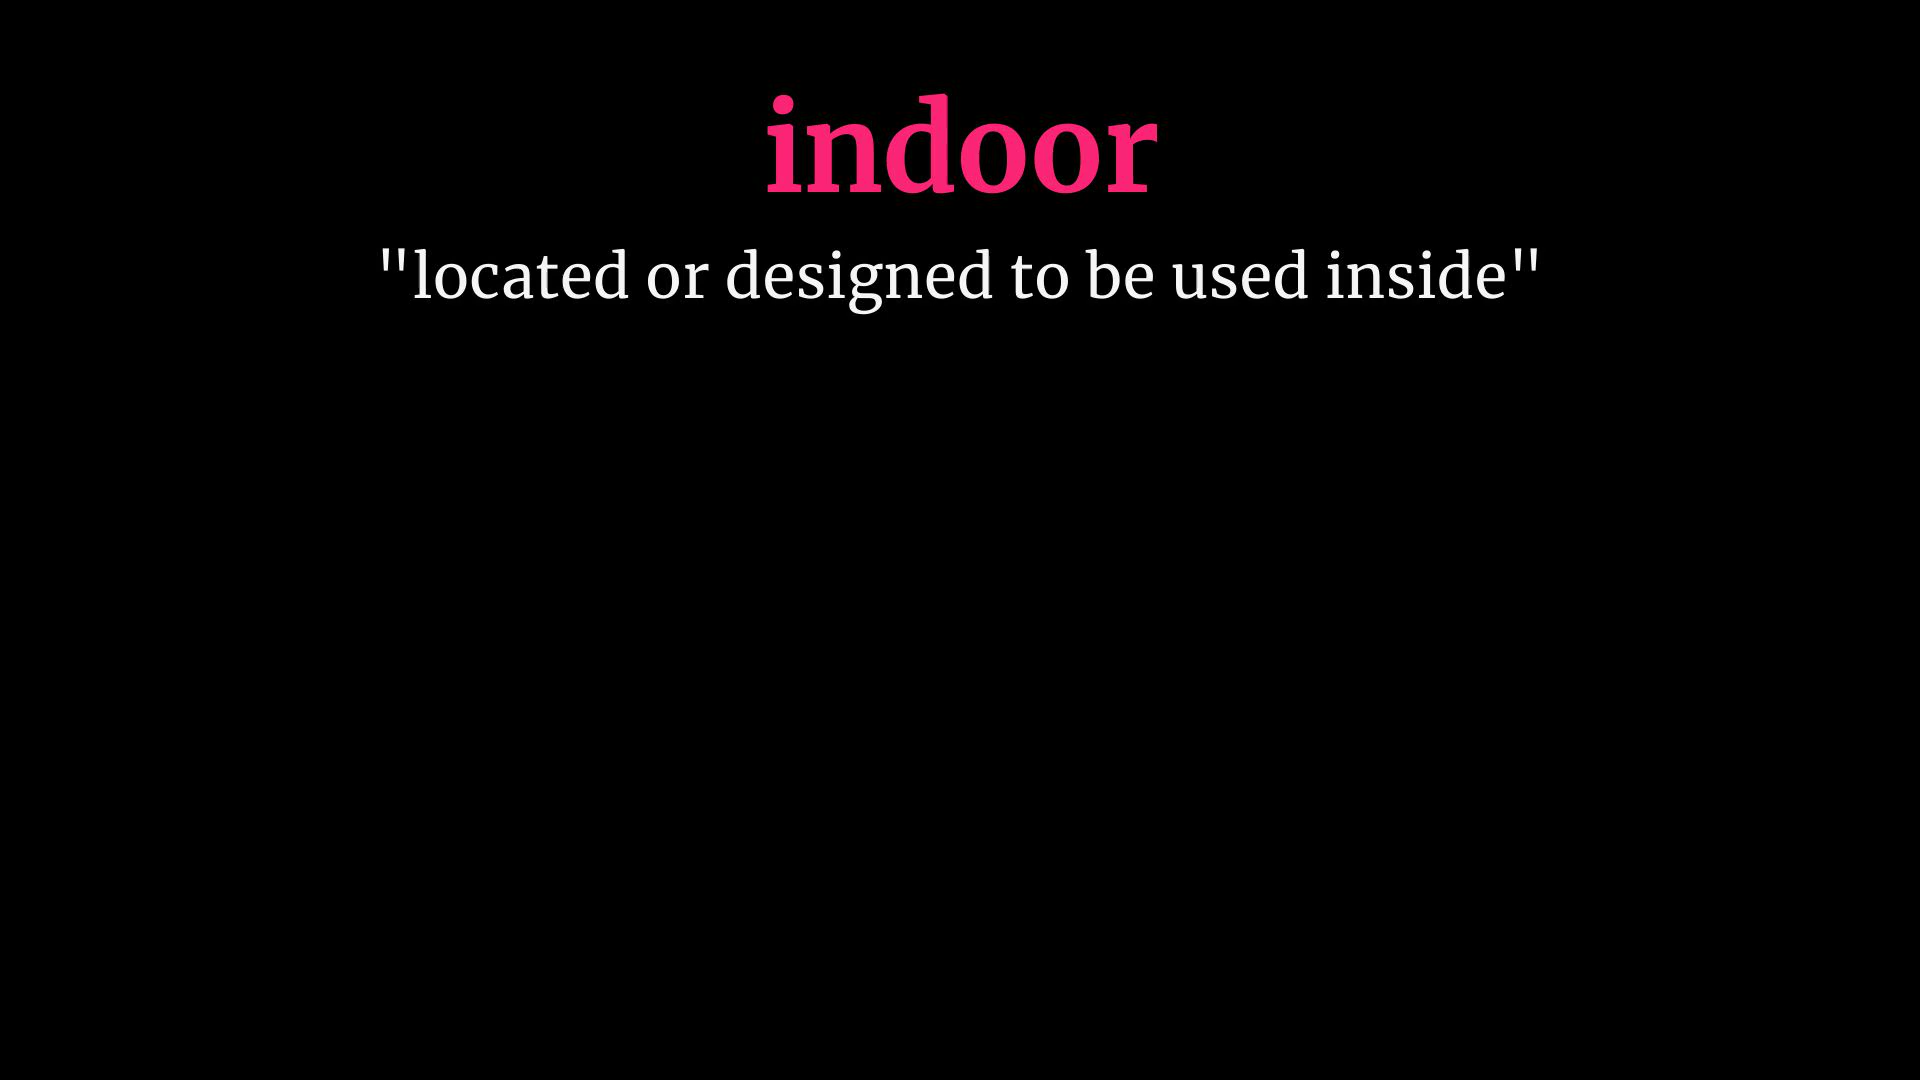 indoor
"located or designed to be used inside"